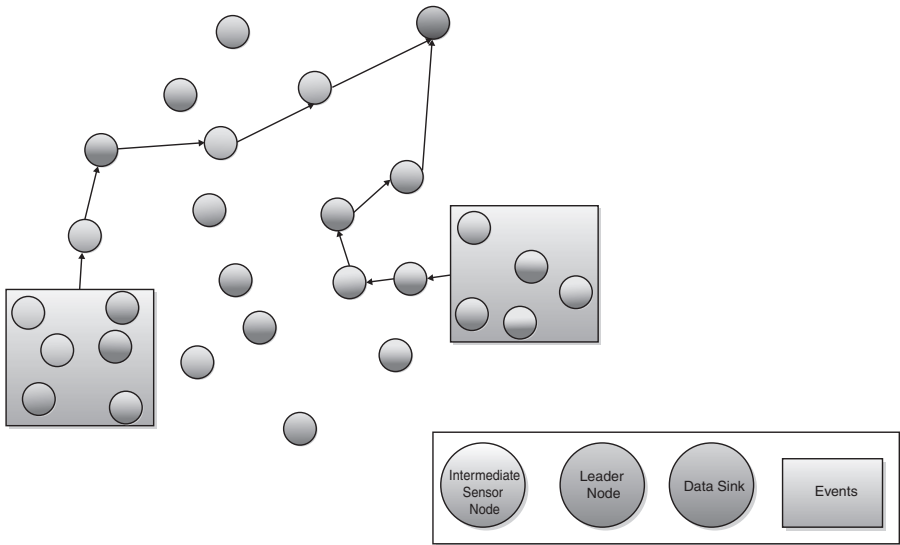 Intermediate
Sensor
Node
Leader
Node
Data Sink
Events